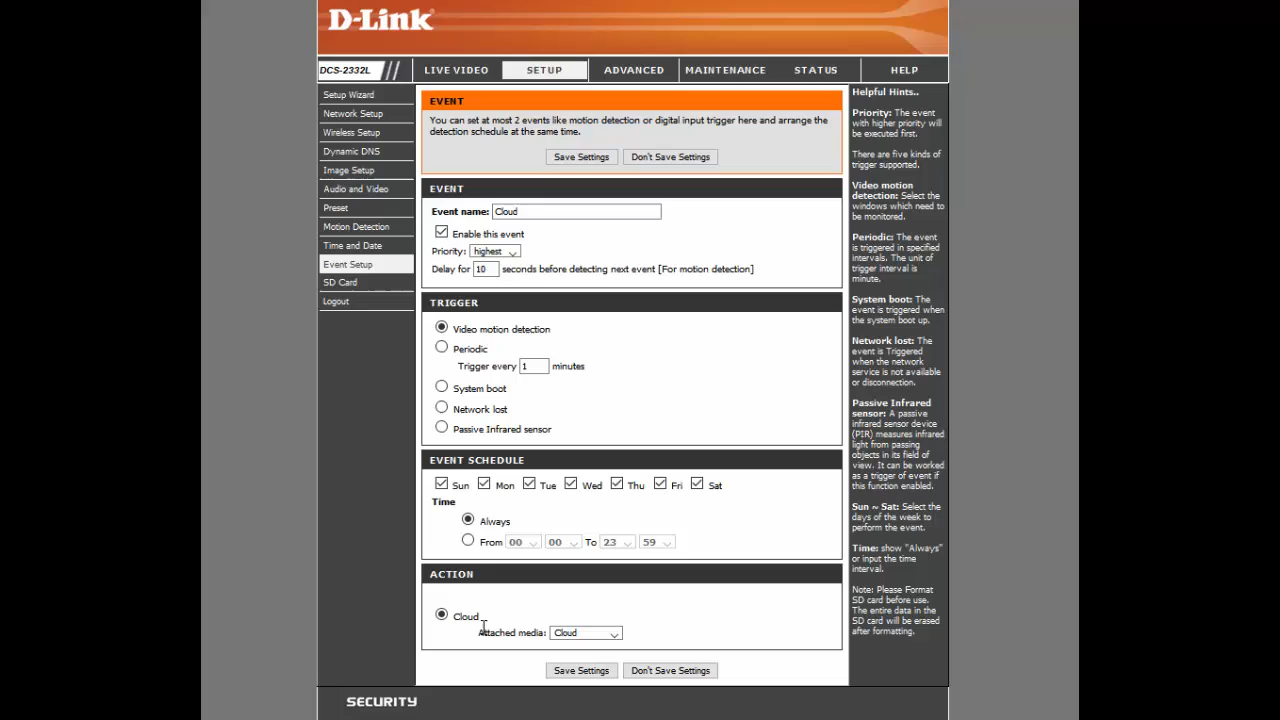 D-Link
DCS-2332L // LIVE VIDEO SETUP ADVANCED MAINTENANCE STATUS HELP
Setup Wizard
Network Setup
Wireless Setup
Dynamic DNS
Image Setup
Audio and Video
Preset
Motion Detection
Time and Date
Event Setup
SD Card
Logout
EVENT
You can set at most 2 events like motion detection or digital input trigger here and arrange the
detection schedule at the same time.
Save Settings Don't Save Settings
EVENT
Event name: Cloud
Enable this event
Priority: highest
Delay for 10 seconds before detecting next event [For motion detection]
TRIGGER
Video motion detection
Periodic
Trigger every 1 minutes
System boot
Network lost
Passive Infrared sensor
EVENT SCHEDULE
Sun Mon Tue Wed Thu Fri Sat
Time
Always
From 00 00 To 23 59
ACTION
Cloud
Attached media: Cloud
Save Settings Don't Save Settings
Helpful Hints..
Priority: The event
with higher priority will
be executed first.
There are five kinds of
trigger supported.
Video motion
detection: Select the
windows which need to
be monitored.
Periodic: The event
is triggered in specified
intervals. The unit of
trigger interval is
minute.
System boot: The
event is triggered when
the system boot up.
Network lost: The
event is Triggered
when the network
service is not available
or disconnection.
Passive Infrared
sensor: A passive
infrared sensor device
(PIR) measures infrared
light from passing
objects in its field of
view. It can be worked
as a trigger of event if
this function enabled.
Sun ~ Sat: Select the
days of the week to
perform the event.
Time: show "Always"
or input the time
interval.
Note: Please Format
SD card before use.
The entire data in the
SD card will be erased
after formatting.
SECURITY